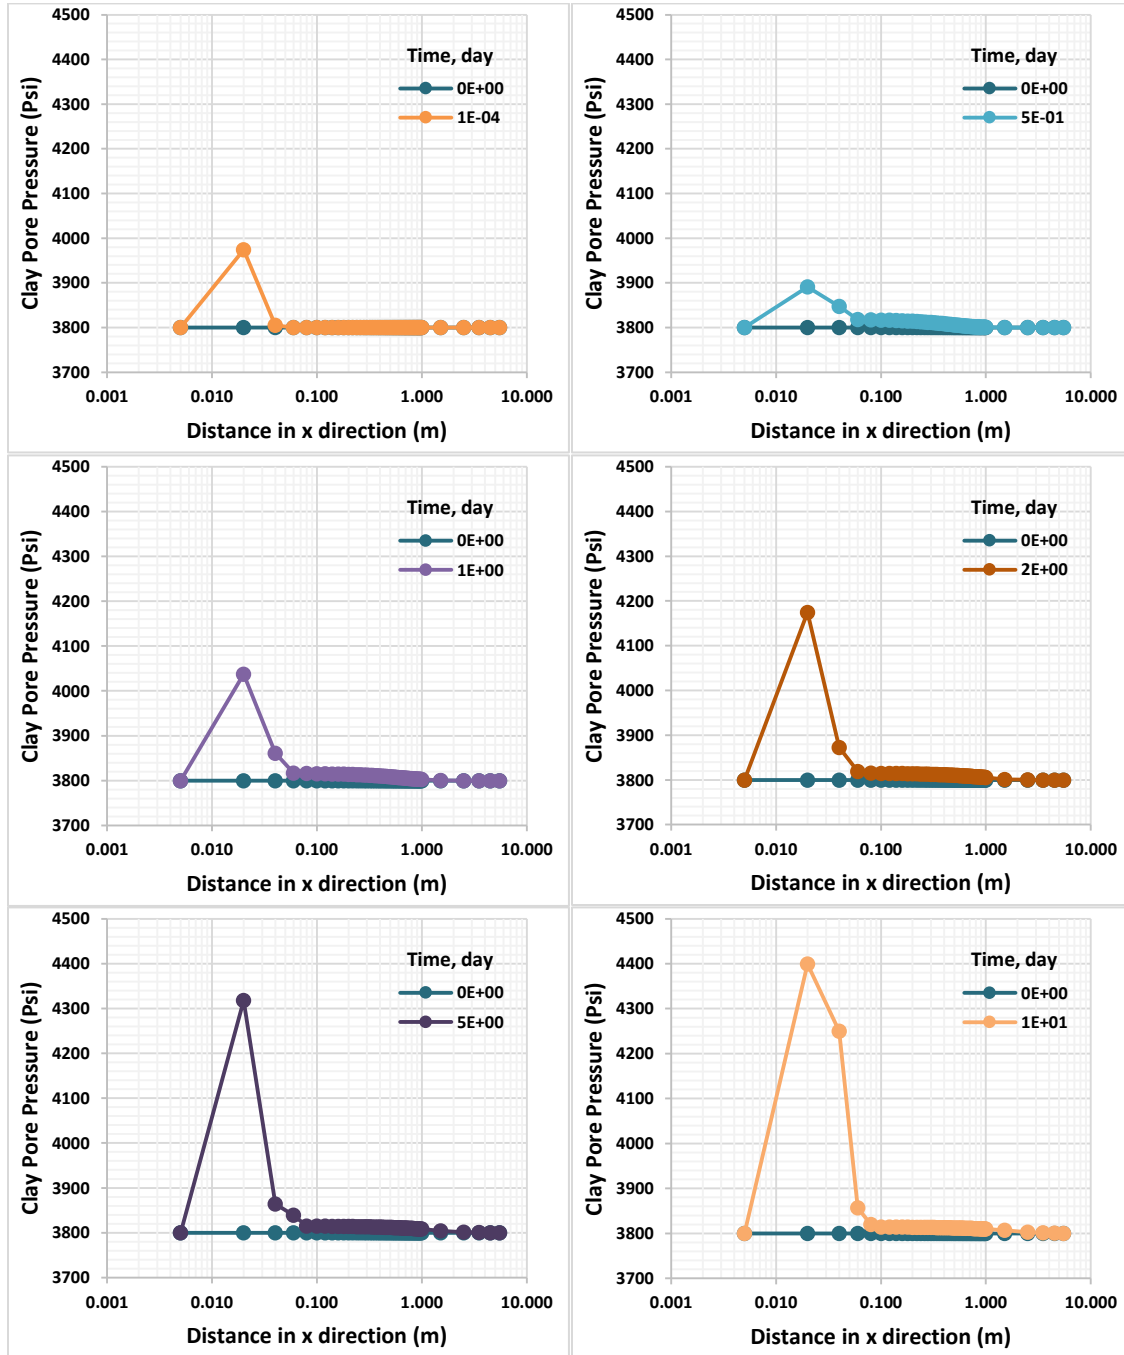 Clay Pore Pressure (Psi)
4500
4400
4300
4200
4100
4000
3900
3800
3700
Time, day
0E+00
1E-04
0.001
0.010
0.100
1.000
10.000
Distance in x direction (m)
Clay Pore Pressure (Psi)
4500
4400
4300
4200
4100
4000
3900
3800
3700
Time, day
0E+00
5E-01
0.001
0.010
0.100
1.000
10.000
Distance in x direction (m)
Clay Pore Pressure (Psi)
4500
4400
4300
4200
4100
4000
3900
3800
3700
Time, day
0E+00
1E+00
0.001
0.010
0.100
1.000
10.000
Distance in x direction (m)
Clay Pore Pressure (Psi)
4500
4400
4300
4200
4100
4000
3900
3800
3700
Time, day
0E+00
2E+00
0.001
0.010
0.100
1.000
10.000
Distance in x direction (m)
Clay Pore Pressure (Psi)
4500
4400
4300
4200
4100
4000
3900
3800
3700
Time, day
0E+00
5E+00
0.001
0.010
0.100
1.000
10.000
Distance in x direction (m)
Clay Pore Pressure (Psi)
4500
4400
4300
4200
4100
4000
3900
3800
3700
Time, day
0E+00
1E+01
0.001
0.010
0.100
1.000
10.000
Distance in x direction (m)